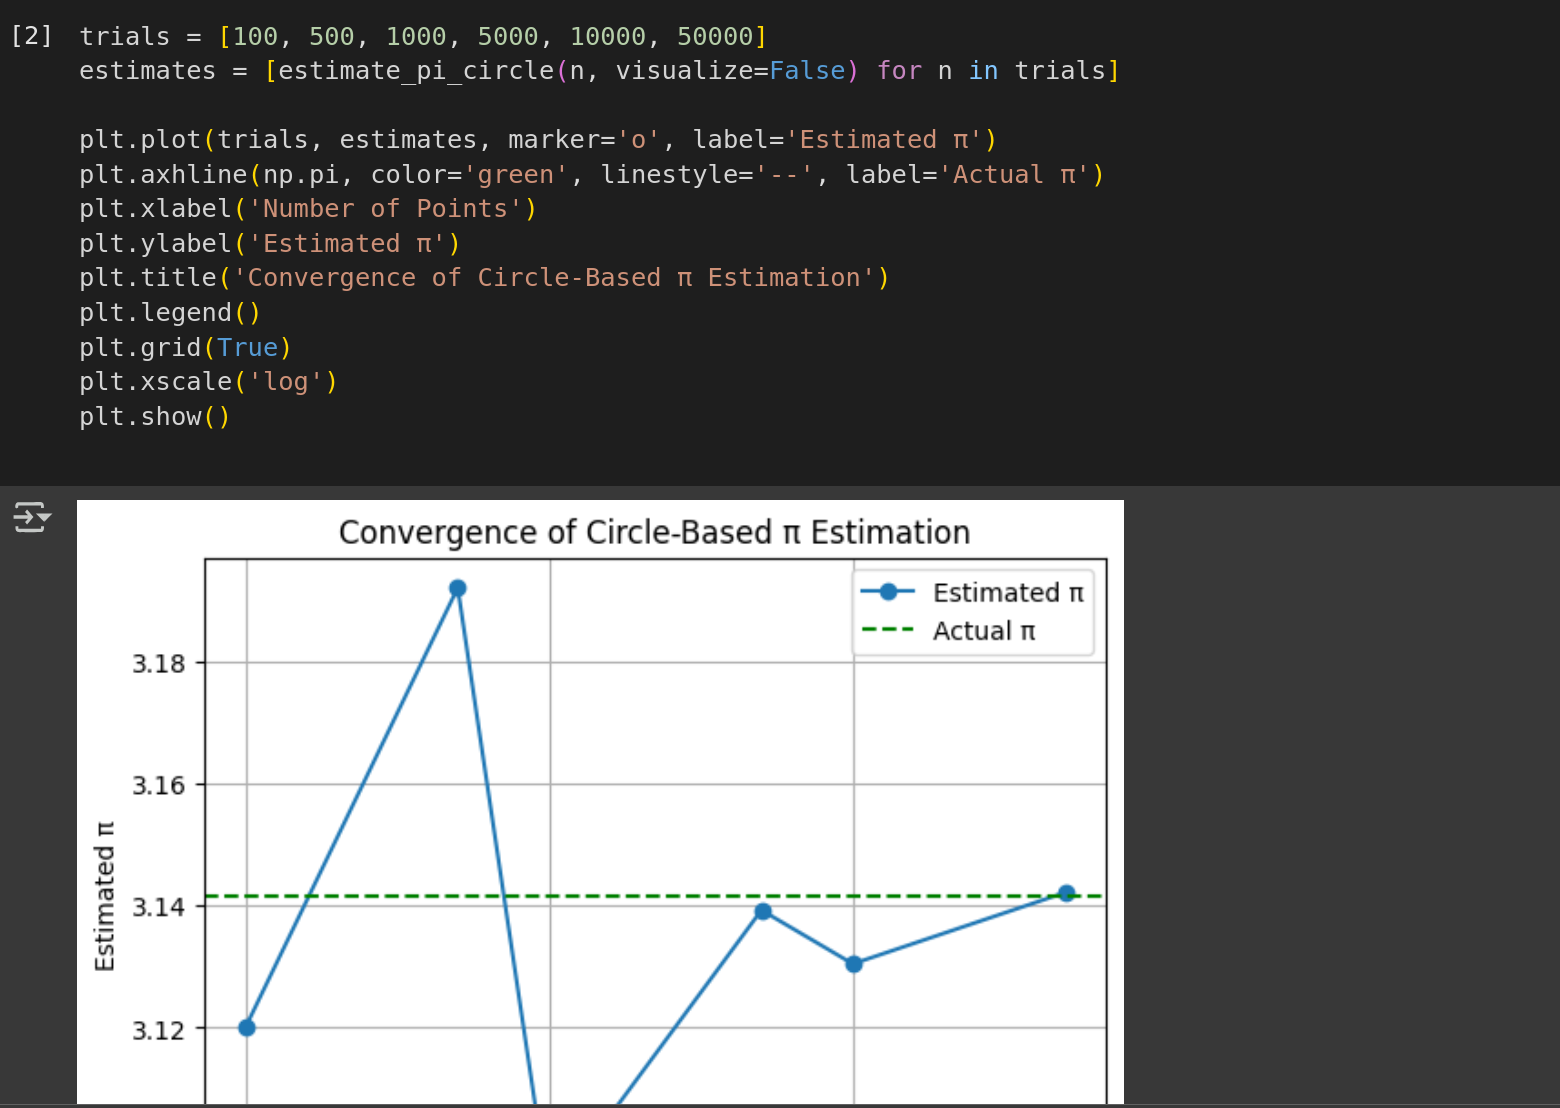 [2] trials = [100, 500, 1000, 5000, 10000, 50000]
estimates = [estimate_pi_circle(n, visualize=False) for n in trials]
plt.plot(trials, estimates, marker='o', label='Estimated π')
plt.axhline(np.pi, color='green', linestyle='--', label='Actual π')
plt.xlabel('Number of Points')
plt.ylabel('Estimated π')
plt.title('Convergence of Circle-Based π Estimation')
plt.legend()
plt.grid(True)
plt.xscale('log')
plt.show()
Convergence of Circle-Based π Estimation
Estimated π
Actual π
3.18
3.16
3.14
3.12
Estimated π